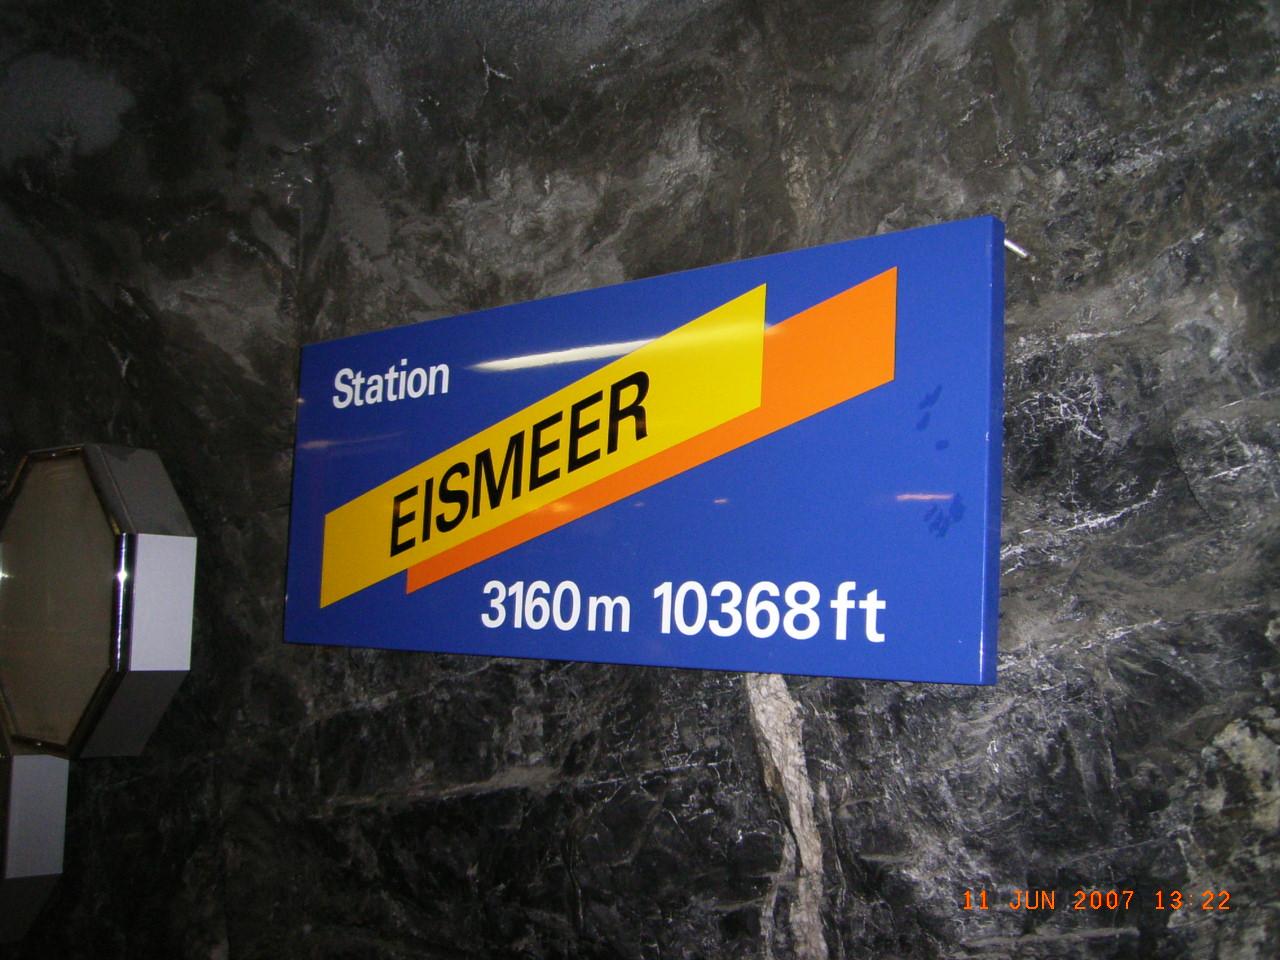 Station
EISMEER
3160m 10368ft
11 JUN 2007 13:22